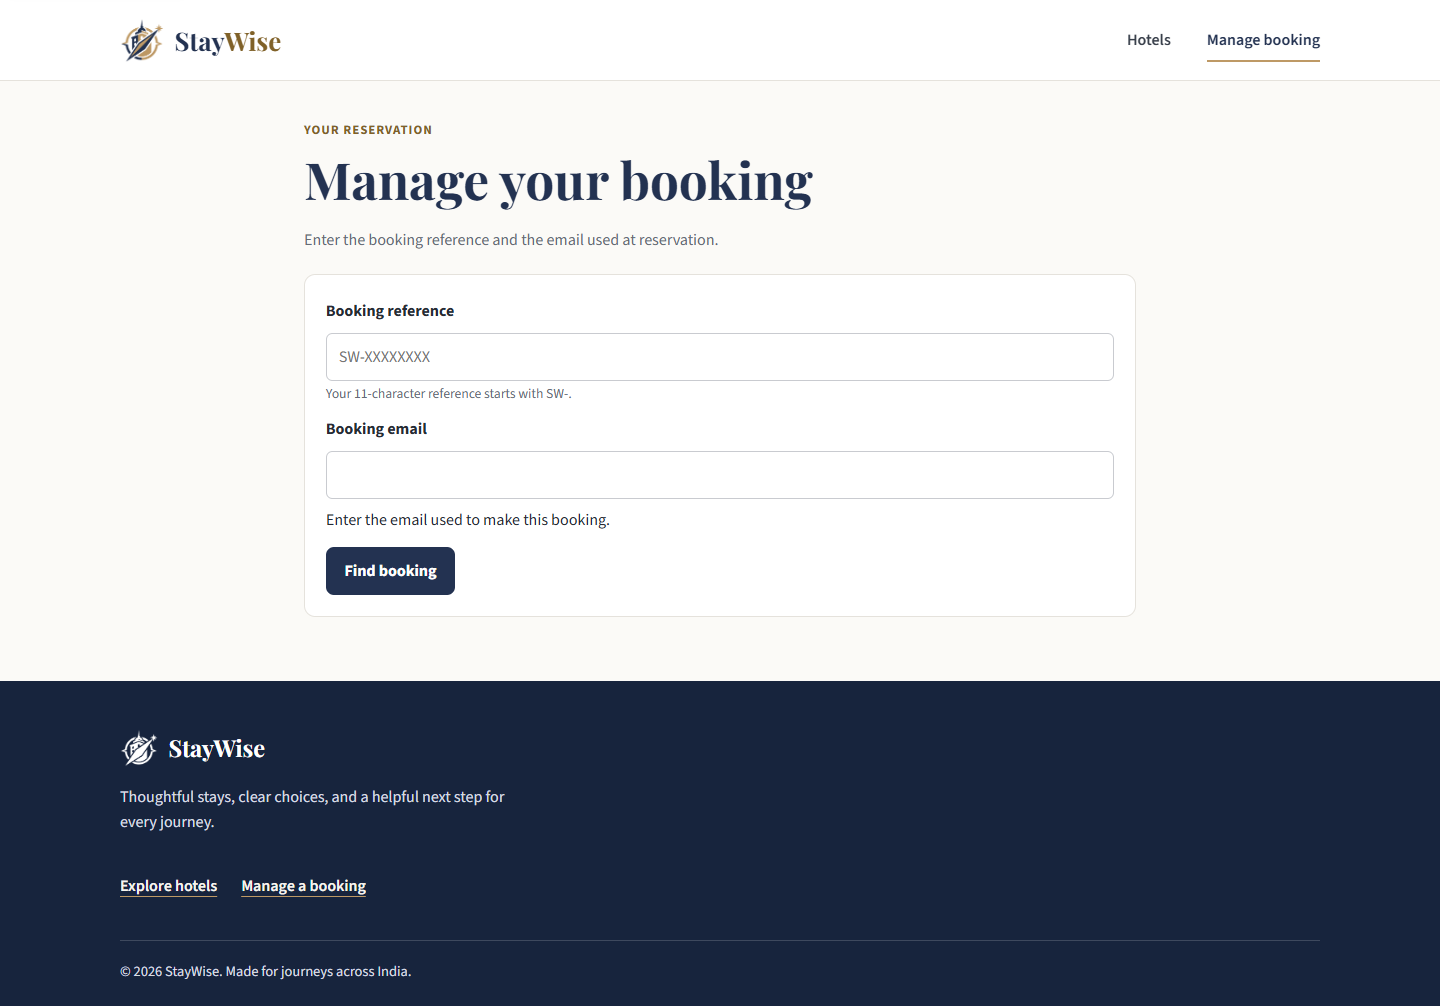 StayWise
Hotels
Manage booking
YOUR RESERVATION
Manage your booking
Enter the booking reference and the email used at reservation.
Booking reference
SW-XXXXXXXX
Your 11-character reference starts with SW-.
Booking email
Enter the email used to make this booking.
Find booking
StayWise
Thoughtful stays, clear choices, and a helpful next step for
every journey.
Explore hotels
Manage a booking
© 2026 StayWise. Made for journeys across India.